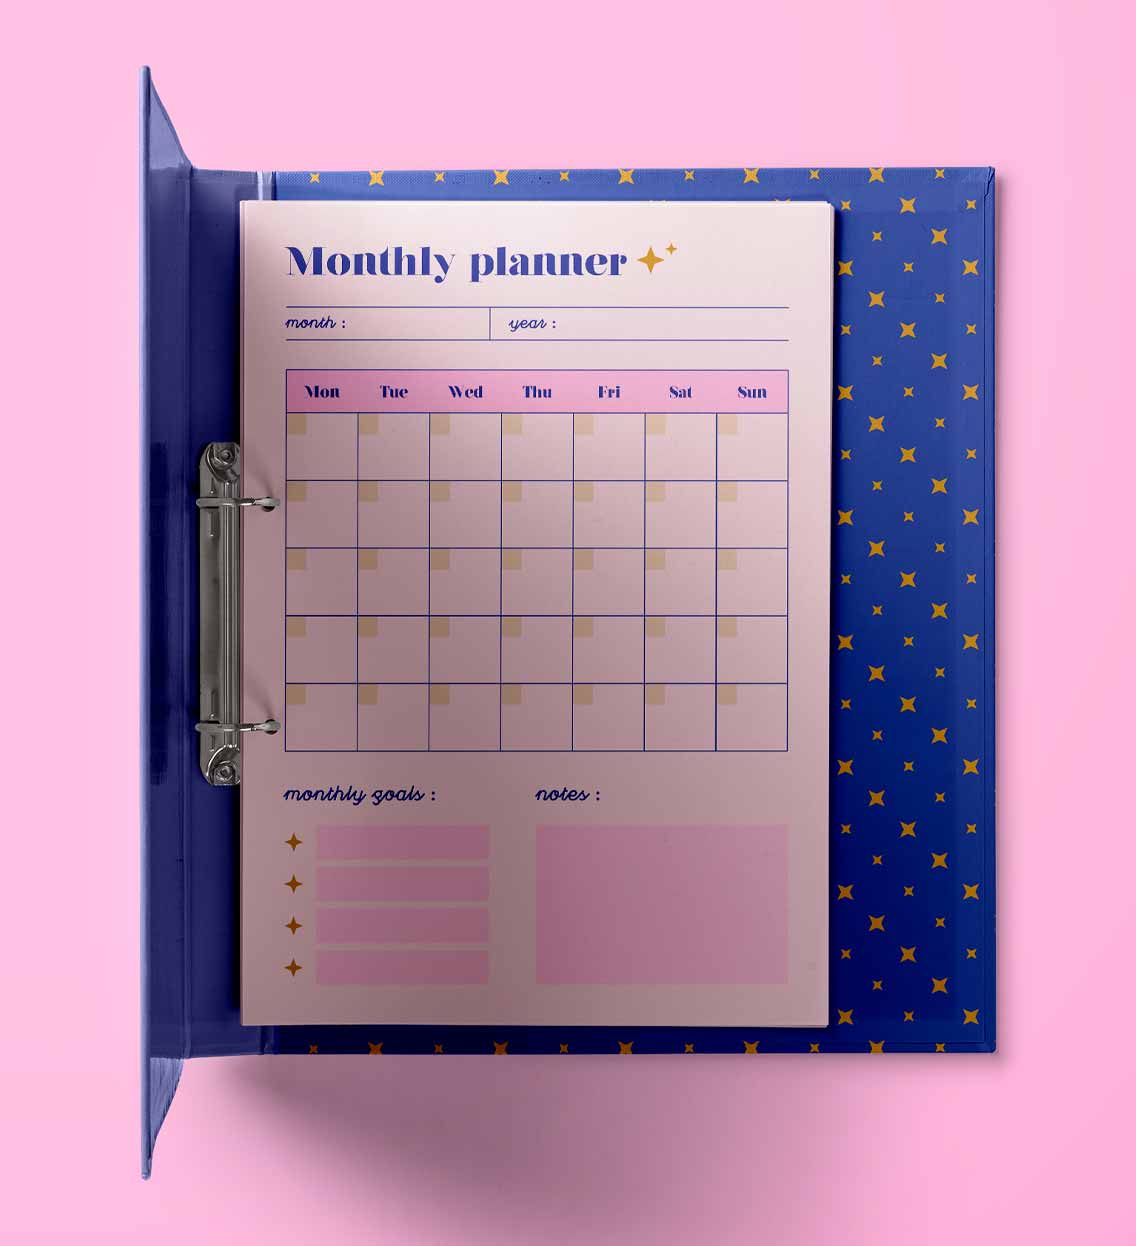 Monthly planner
month :
year :
Mon Tue Wed Thu Fri Sat Sun
monthly goals :
notes :